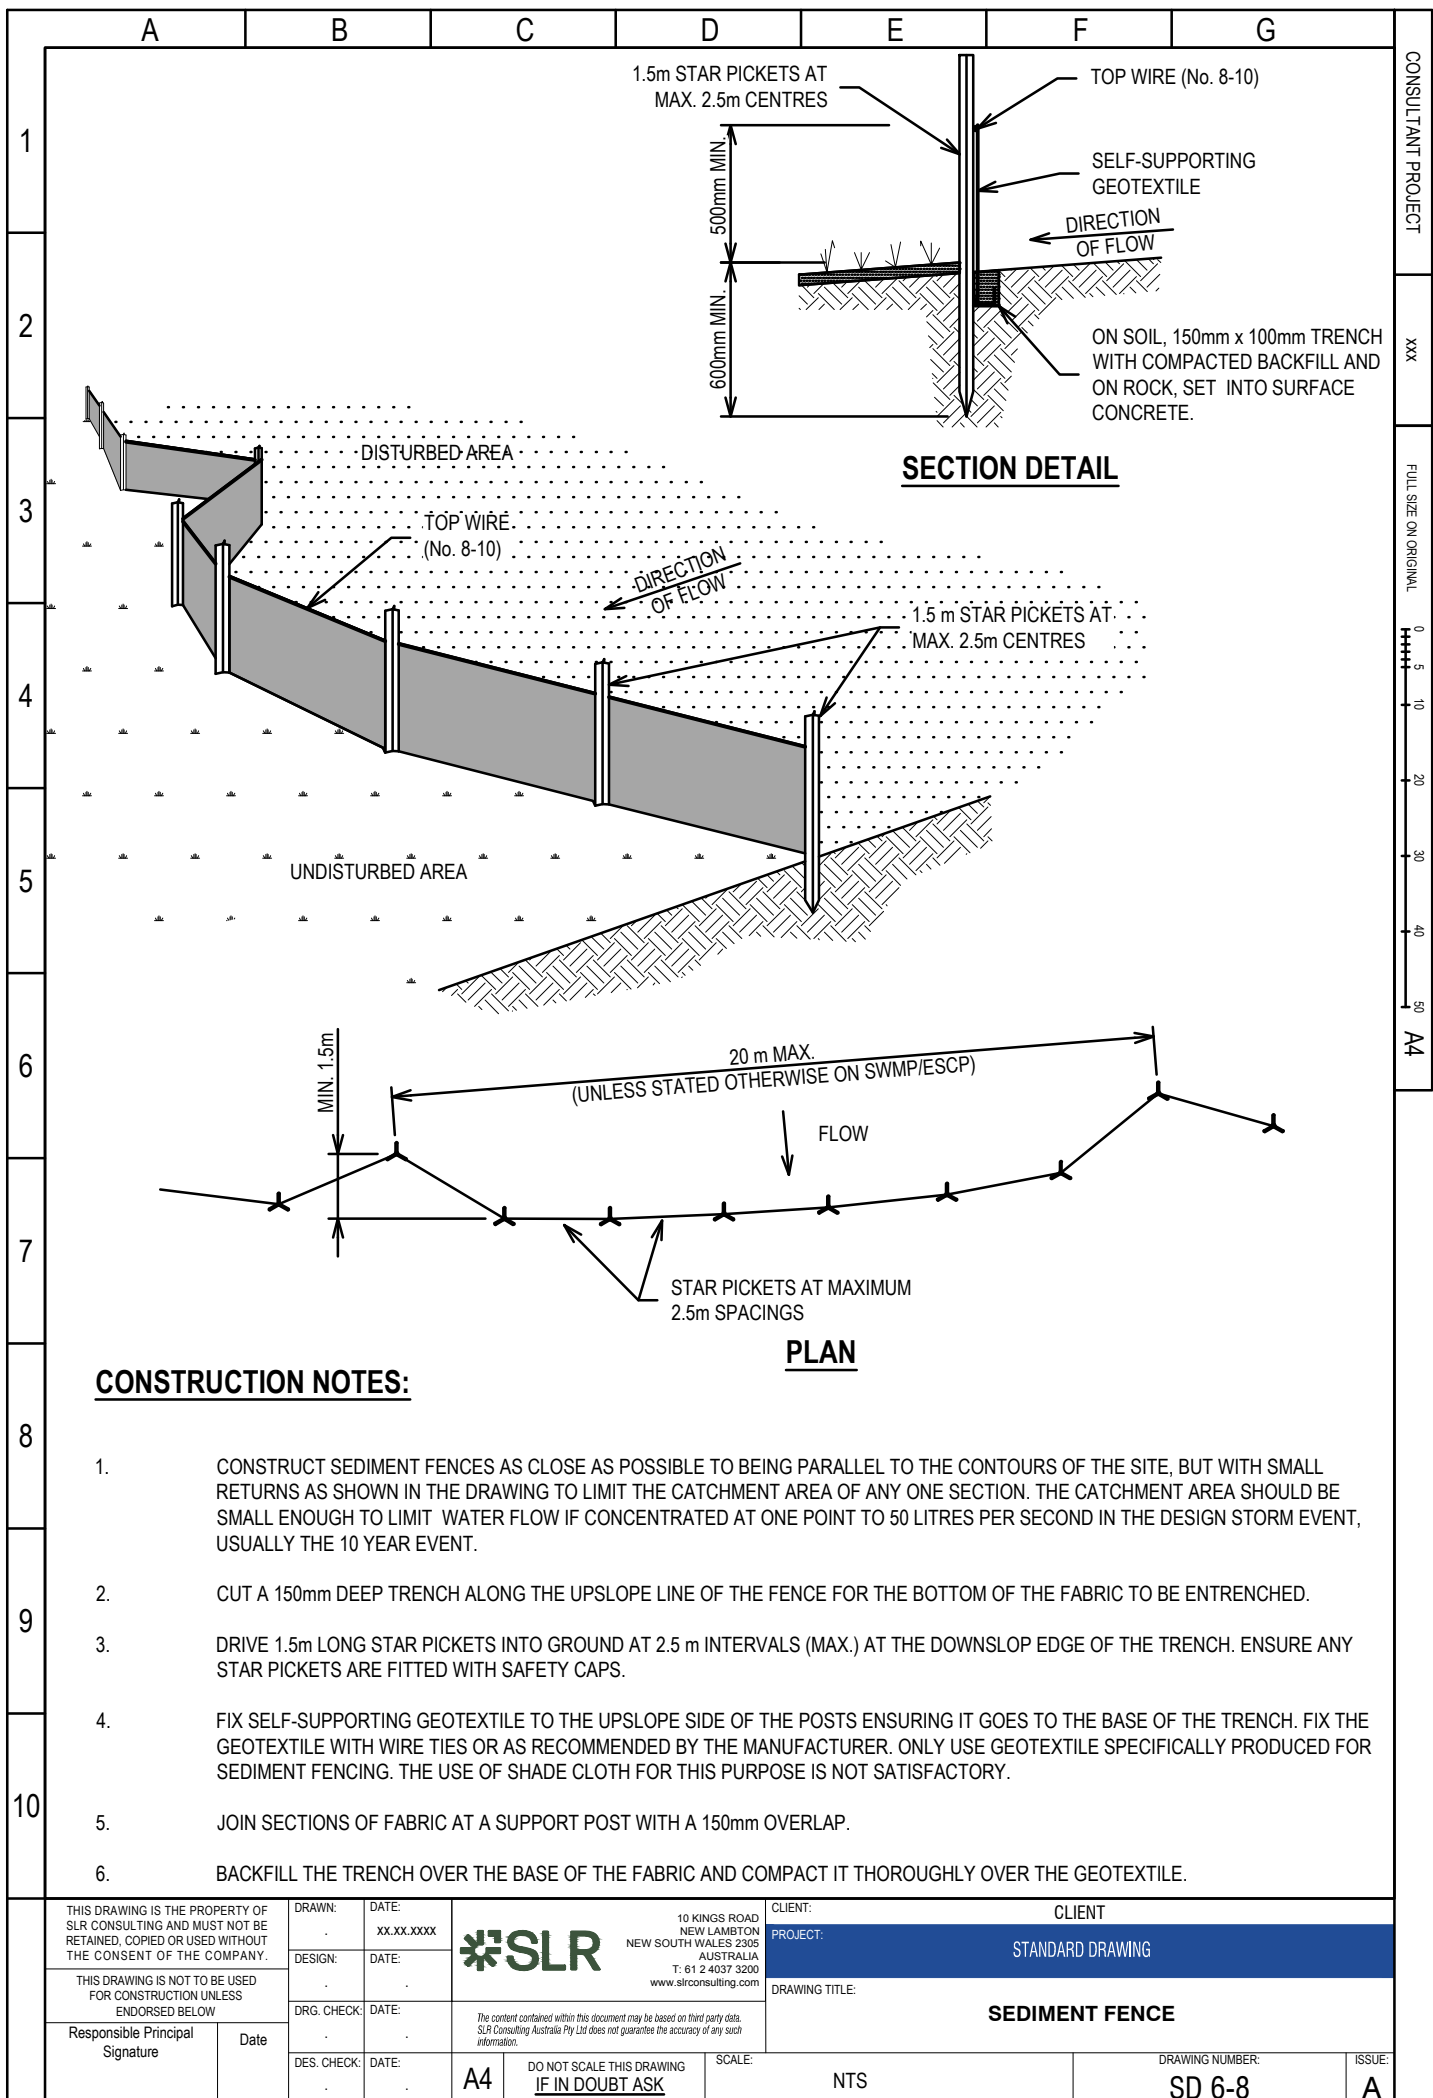 A B C D E F G
1
2
3
4
5
6
7
8
9
10
CONSULTANT PROJECT
XXX
FULL SIZE ON ORIGINAL
0
5
10
20
30
40
50
A4
1.5m STAR PICKETS AT
MAX. 2.5m CENTRES
TOP WIRE (No. 8-10)
500mm MIN.
SELF-SUPPORTING
GEOTEXTILE
DIRECTION
OF FLOW
600mm MIN.
ON SOIL, 150mm x 100mm TRENCH
WITH COMPACTED BACKFILL AND
ON ROCK, SET INTO SURFACE
CONCRETE.
SECTION DETAIL
DISTURBED AREA
TOP WIRE
(No. 8-10)
DIRECTION
OF FLOW
1.5 m STAR PICKETS AT
MAX. 2.5m CENTRES
UNDISTURBED AREA
MIN. 1.5m
20 m MAX.
(UNLESS STATED OTHERWISE ON SWMP/ESCP)
FLOW
STAR PICKETS AT MAXIMUM
2.5m SPACINGS
PLAN
CONSTRUCTION NOTES:
1. CONSTRUCT SEDIMENT FENCES AS CLOSE AS POSSIBLE TO BEING PARALLEL TO THE CONTOURS OF THE SITE, BUT WITH SMALL
RETURNS AS SHOWN IN THE DRAWING TO LIMIT THE CATCHMENT AREA OF ANY ONE SECTION. THE CATCHMENT AREA SHOULD BE
SMALL ENOUGH TO LIMIT WATER FLOW IF CONCENTRATED AT ONE POINT TO 50 LITRES PER SECOND IN THE DESIGN STORM EVENT,
USUALLY THE 10 YEAR EVENT.
2. CUT A 150mm DEEP TRENCH ALONG THE UPSLOPE LINE OF THE FENCE FOR THE BOTTOM OF THE FABRIC TO BE ENTRENCHED.
3. DRIVE 1.5m LONG STAR PICKETS INTO GROUND AT 2.5 m INTERVALS (MAX.) AT THE DOWNSLOP EDGE OF THE TRENCH. ENSURE ANY
STAR PICKETS ARE FITTED WITH SAFETY CAPS.
4. FIX SELF-SUPPORTING GEOTEXTILE TO THE UPSLOPE SIDE OF THE POSTS ENSURING IT GOES TO THE BASE OF THE TRENCH. FIX THE
GEOTEXTILE WITH WIRE TIES OR AS RECOMMENDED BY THE MANUFACTURER. ONLY USE GEOTEXTILE SPECIFICALLY PRODUCED FOR
SEDIMENT FENCING. THE USE OF SHADE CLOTH FOR THIS PURPOSE IS NOT SATISFACTORY.
5. JOIN SECTIONS OF FABRIC AT A SUPPORT POST WITH A 150mm OVERLAP.
6. BACKFILL THE TRENCH OVER THE BASE OF THE FABRIC AND COMPACT IT THOROUGHLY OVER THE GEOTEXTILE.
THIS DRAWING IS THE PROPERTY OF
SLR CONSULTING AND MUST NOT BE
RETAINED, COPIED OR USED WITHOUT
THE CONSENT OF THE COMPANY.
THIS DRAWING IS NOT TO BE USED
FOR CONSTRUCTION UNLESS
ENDORSED BELOW
Responsible Principal
Signature
Date
DRAWN:
.
DATE:
XX.XX.XXXX
DESIGN:
.
DATE:
.
DRG. CHECK:
.
DATE:
.
DES. CHECK:
.
DATE:
.
SLR
10 KINGS ROAD
NEW LAMBTON
NEW SOUTH WALES 2305
AUSTRALIA
T: 61 2 4037 3200
www.slrconsulting.com
The content contained within this document may be based on third party data.
SLR Consulting Australia Pty Ltd does not guarantee the accuracy of any such
information.
A4
DO NOT SCALE THIS DRAWING
IF IN DOUBT ASK
CLIENT:
CLIENT
PROJECT:
STANDARD DRAWING
DRAWING TITLE:
SEDIMENT FENCE
SCALE:
NTS
DRAWING NUMBER:
SD 6-8
ISSUE:
A